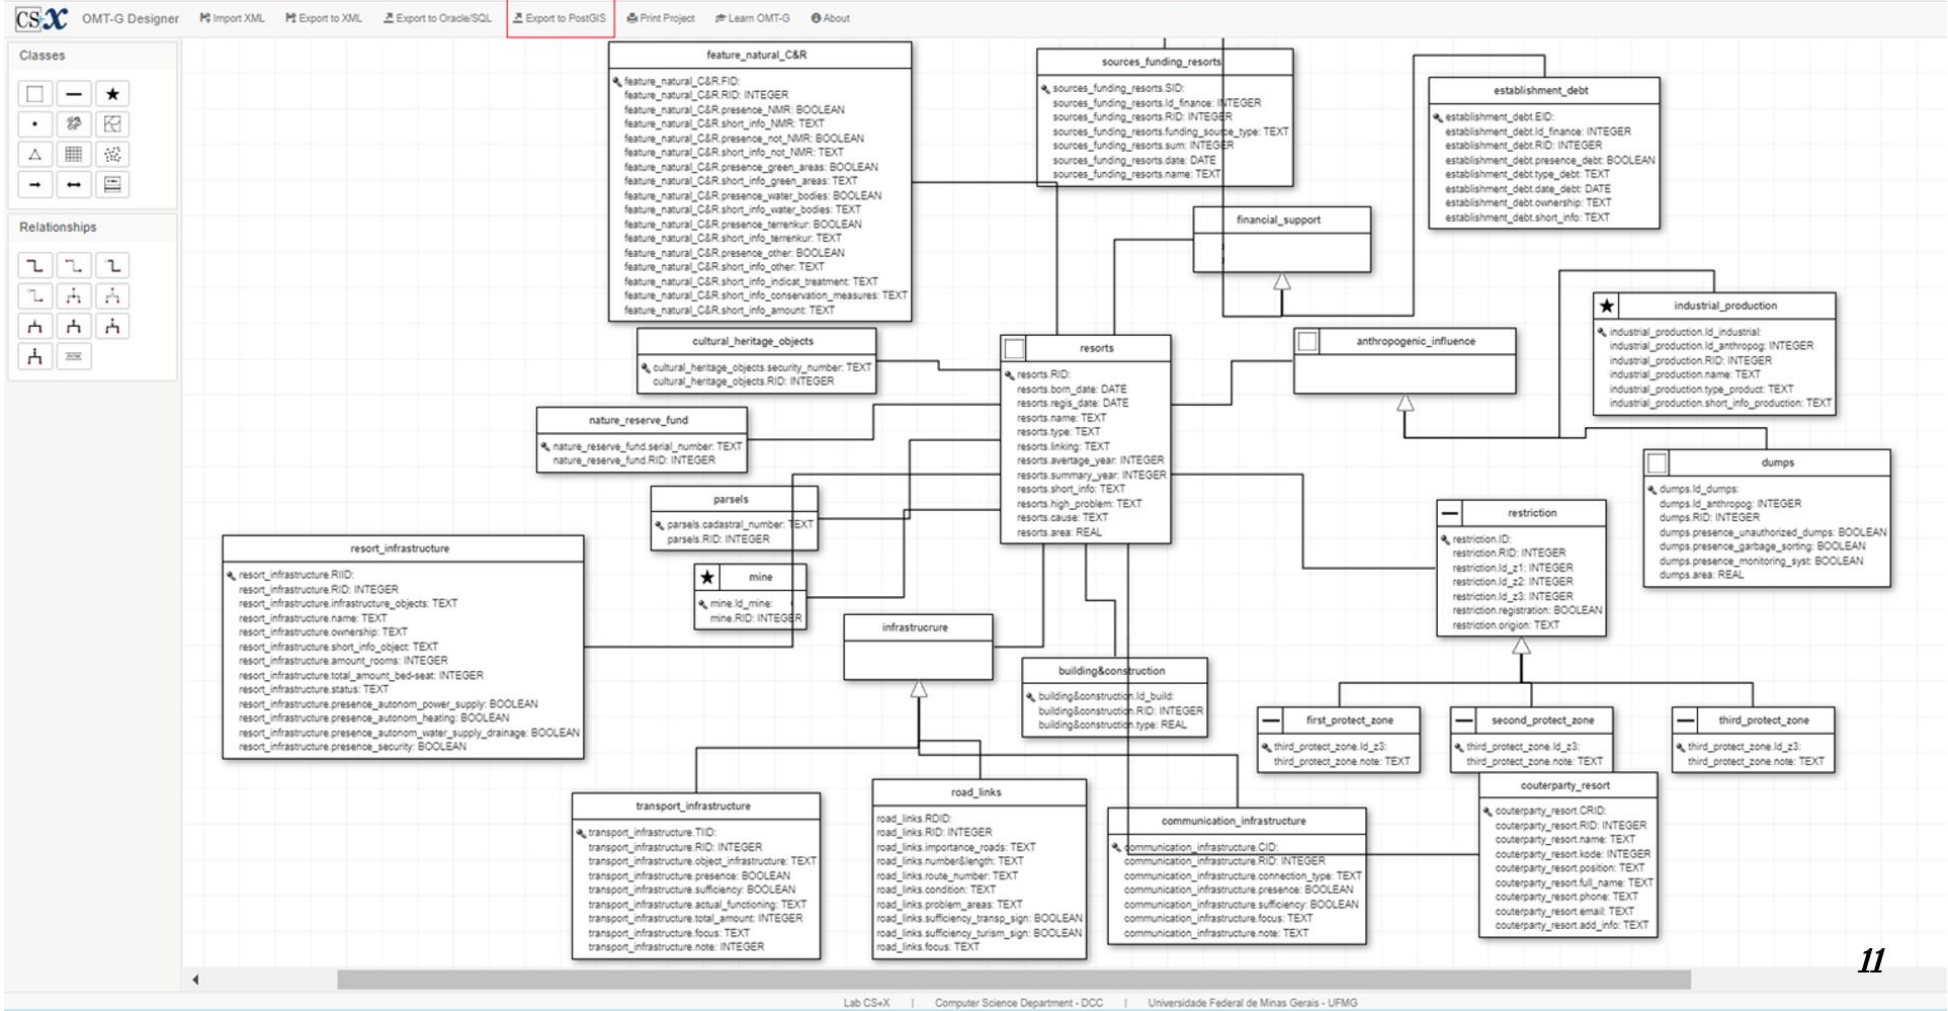 CS+X OMT-G Designer Import XML Export to XML Export to Oracle/SQL Export to PostGIS Print Project Learn OMT-G About
Classes
Relationships
feature_natural_C&R
feature_natural_C&R.FID:
feature_natural_C&R.RID: INTEGER
feature_natural_C&R.presence_NMR: BOOLEAN
feature_natural_C&R.short_info_NMR: TEXT
feature_natural_C&R.presence_not_NMR: BOOLEAN
feature_natural_C&R.short_info_not_NMR: TEXT
feature_natural_C&R.presence_green_areas: BOOLEAN
feature_natural_C&R.short_info_green_areas: TEXT
feature_natural_C&R.presence_water_bodies: BOOLEAN
feature_natural_C&R.short_info_water_bodies: TEXT
feature_natural_C&R.presence_terrenkur: BOOLEAN
feature_natural_C&R.short_info_terrenkur: TEXT
feature_natural_C&R.presence_other: BOOLEAN
feature_natural_C&R.short_info_other: TEXT
feature_natural_C&R.short_info_indicat_treatment: TEXT
feature_natural_C&R.short_info_conservation_measures: TEXT
feature_natural_C&R.short_info_amount: TEXT
sources_funding_resorts
sources_funding_resorts.SID:
sources_funding_resorts.Id_finance: INTEGER
sources_funding_resorts.RID: INTEGER
sources_funding_resorts.funding_source_type: TEXT
sources_funding_resorts.sum: INTEGER
sources_funding_resorts.date: DATE
sources_funding_resorts.name: TEXT
establishment_debt
establishment_debt.EID:
establishment_debt.Id_finance: INTEGER
establishment_debt.RID: INTEGER
establishment_debt.presence_debt: BOOLEAN
establishment_debt.type_debt: TEXT
establishment_debt.date_debt: DATE
establishment_debt.ownership: TEXT
establishment_debt.short_info: TEXT
financial_support
cultural_heritage_objects
cultural_heritage_objects.security_number: TEXT
cultural_heritage_objects.RID: INTEGER
resorts
resorts.RID:
resorts.born_date: DATE
resorts.regis_date: DATE
resorts.name: TEXT
resorts.type: TEXT
resorts.linking: TEXT
resorts.avertage_year: INTEGER
resorts.summary_year: INTEGER
resorts.short_info: TEXT
resorts.high_problem: TEXT
resorts.cause: TEXT
resorts.area: REAL
anthropogenic_influence
industrial_production
industrial_production.Id_industrial:
industrial_production.Id_anthropog: INTEGER
industrial_production.RID: INTEGER
industrial_production.name: TEXT
industrial_production.type_product: TEXT
industrial_production.short_info_production: TEXT
nature_reserve_fund
nature_reserve_fund.serial_number: TEXT
nature_reserve_fund.RID: INTEGER
dumps
dumps.Id_dumps:
dumps.Id_anthropog: INTEGER
dumps.RID: INTEGER
dumps.presence_unauthorized_dumps: BOOLEAN
dumps.presence_garbage_sorting: BOOLEAN
dumps.presence_monitoring_syst: BOOLEAN
dumps.area: REAL
parsels
parsels.cadastral_number: TEXT
parsels.RID: INTEGER
restriction
restriction.ID:
restriction.RID: INTEGER
restriction.Id_z1: INTEGER
restriction.Id_z2: INTEGER
restriction.Id_z3: INTEGER
restriction.registration: BOOLEAN
restriction.origion: TEXT
resort_infrastructure
resort_infrastructure.RIID:
resort_infrastructure.RID: INTEGER
resort_infrastructure.infrastructure_objects: TEXT
resort_infrastructure.name: TEXT
resort_infrastructure.ownership: TEXT
resort_infrastructure.short_info_object: TEXT
resort_infrastructure.amount_rooms: INTEGER
resort_infrastructure.total_amount_bed-seat: INTEGER
resort_infrastructure.status: TEXT
resort_infrastructure.presence_autonom_power_supply: BOOLEAN
resort_infrastructure.presence_autonom_heating: BOOLEAN
resort_infrastructure.presence_autonom_water_supply_drainage: BOOLEAN
resort_infrastructure.presence_security: BOOLEAN
mine
mine.Id_mine:
mine.RID: INTEGER
infrastrucrure
building&construction
building&construction.Id_build:
building&construction.RID: INTEGER
building&construction.type: REAL
first_protect_zone
third_protect_zone.Id_z3:
third_protect_zone.note: TEXT
second_protect_zone
third_protect_zone.Id_z3:
third_protect_zone.note: TEXT
third_protect_zone
third_protect_zone.Id_z3:
third_protect_zone.note: TEXT
transport_infrastructure
transport_infrastructure.TIID:
transport_infrastructure.RID: INTEGER
transport_infrastructure.object_infrastructure: TEXT
transport_infrastructure.presence: BOOLEAN
transport_infrastructure.sufficiency: BOOLEAN
transport_infrastructure.actual_functioning: TEXT
transport_infrastructure.total_amount: INTEGER
transport_infrastructure.focus: TEXT
transport_infrastructure.note: INTEGER
road_links
road_links.RDID:
road_links.RID: INTEGER
road_links.importance_roads: TEXT
road_links.number&length: TEXT
road_links.route_number: TEXT
road_links.condition: TEXT
road_links.problem_areas: TEXT
road_links.sufficiency_transp_sign: BOOLEAN
road_links.sufficiency_turism_sign: BOOLEAN
road_links.focus: TEXT
communication_infrastructure
communication_infrastructure.CID:
communication_infrastructure.RID: INTEGER
communication_infrastructure.connection_type: TEXT
communication_infrastructure.presence: BOOLEAN
communication_infrastructure.sufficiency: BOOLEAN
communication_infrastructure.focus: TEXT
communication_infrastructure.note: TEXT
couterparty_resort
couterparty_resort.CRID:
couterparty_resort.RID: INTEGER
couterparty_resort.name: TEXT
couterparty_resort.kode: INTEGER
couterparty_resort.position: TEXT
couterparty_resort.full_name: TEXT
couterparty_resort.phone: TEXT
couterparty_resort.email: TEXT
couterparty_resort.add_info: TEXT
11
Lab CS+X | Computer Science Department - DCC | Universidade Federal de Minas Gerais - UFMG